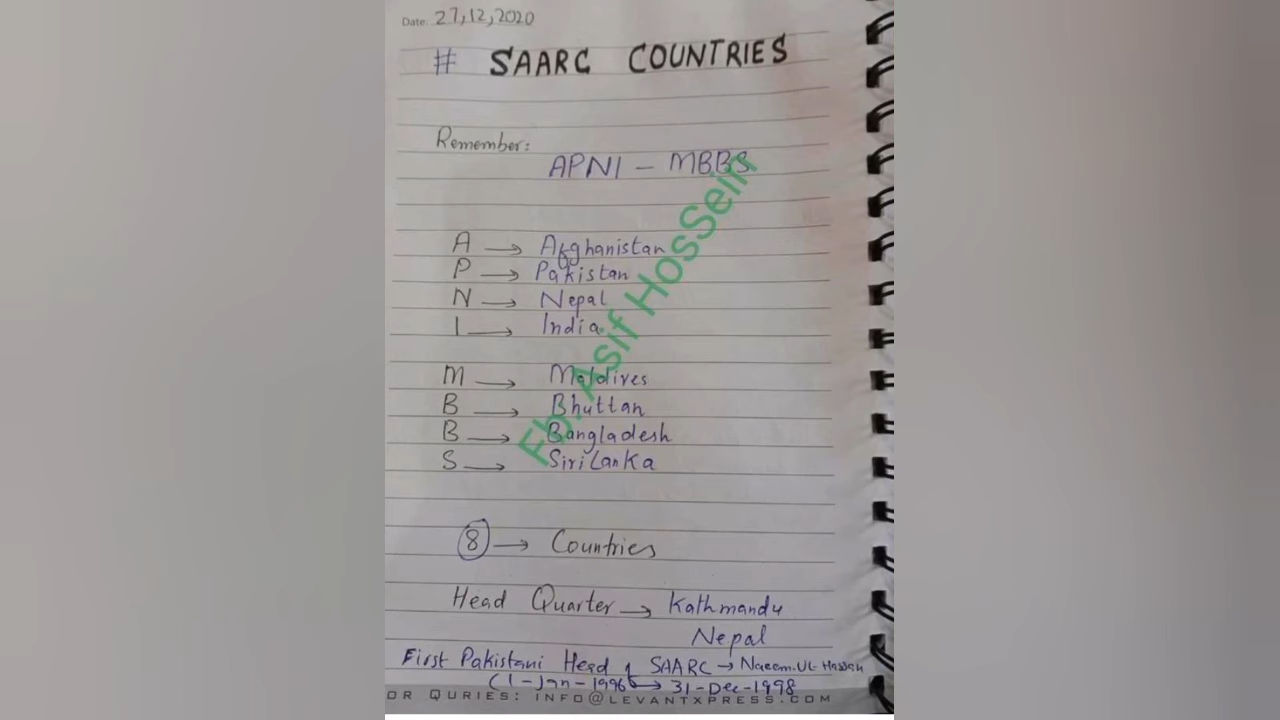 Date: 27,12,2020
# SAARC COUNTRIES
Remember:
APNI - MBBS
A → Afghanistan
P → Pakistan
N → Nepal
I → India
M → Maldives
B → Bhuttan
B → Bangladesh
S → SiriLanka
8 → Countries
Head Quarter → Kathmandu
Nepal
First Pakistani Head of SAARC → Naeem-UL-Hassan
(1-Jan-1996 → 31-Dec-1998
OR QURIES: INFO@LEVANTXPRESS.COM
Fb: Asif HosSein